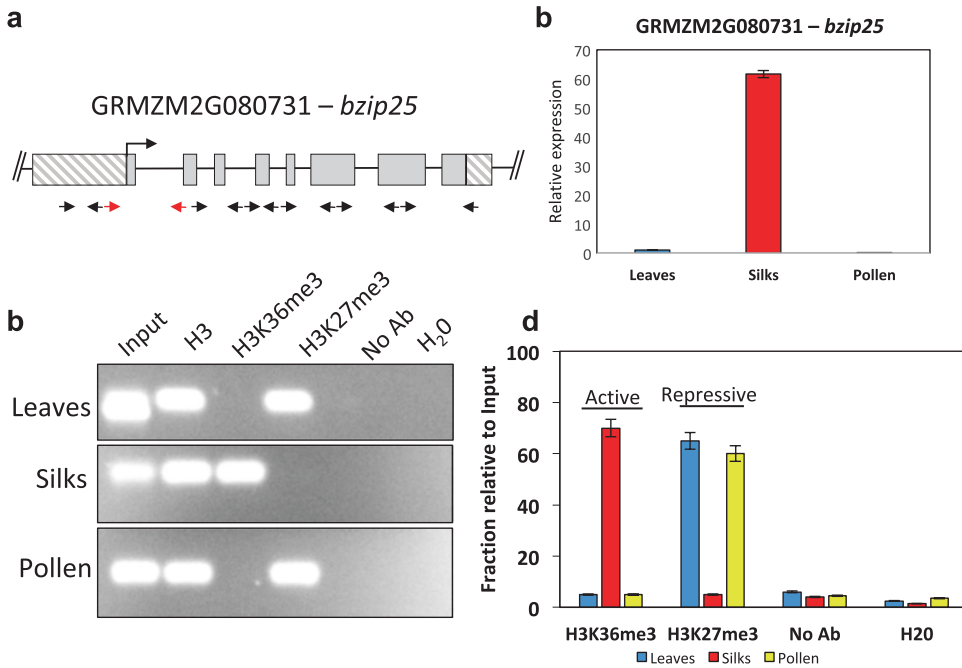 a
GRMZM2G080731 – bzip25
b
GRMZM2G080731 – bzip25
Relative expression
70
60
50
40
30
20
10
0
Leaves
Silks
Pollen
b
Input
H3
H3K36me3
H3K27me3
No Ab
H₂0
Leaves
Silks
Pollen
d
Fraction relative to Input
100
80
60
40
20
0
Active
Repressive
H3K36me3
H3K27me3
No Ab
H20
Leaves
Silks
Pollen